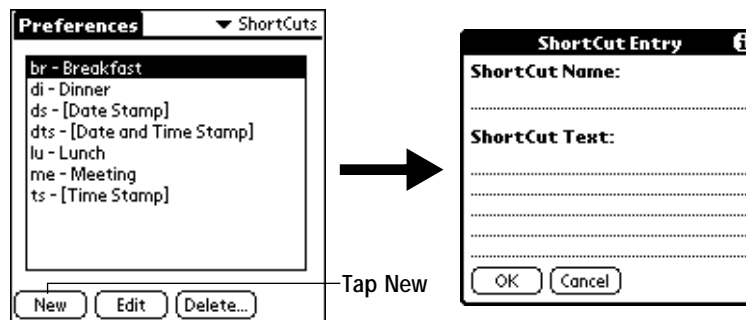 Preferences ShortCuts
br - Breakfast
di - Dinner
ds - [Date Stamp]
dts - [Date and Time Stamp]
lu - Lunch
me - Meeting
ts - [Time Stamp]
New Edit Delete...
Tap New
ShortCut Entry i
ShortCut Name:
ShortCut Text:
OK Cancel